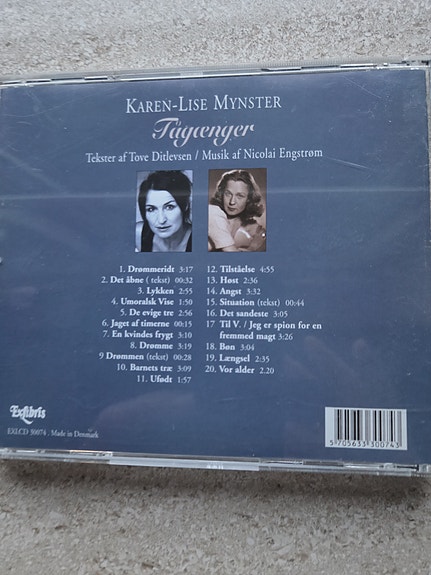 KAREN-LISE MYNSTER
Tågænger
Tekster af Tove Ditlevsen / Musik af Nicolai Engstrøm
1. Drømmeridt 3:17
2. Det åbne ( tekst) 00:32
3. Lykken 2:55
4. Umoralsk Vise 1:50
5. De evige tre 2:56
6. Jaget af timerne 00:15
7. En kvindes frygt 3:10
8. Drømme 3:19
9 Drømmen (tekst) 00:28
10. Barnets træ 3:09
11. Ufødt 1:57
12. Tilståelse 4:55
13. Høst 2:36
14. Angst 3:32
15. Situation (tekst) 00:44
16. Det sandeste 3:05
17 Til V. / Jeg er spion for en
fremmed magt 3:26
18. Bøn 3:04
19. Længsel 2:35
20. Vor alder 2.20
Exlibris
EXLCD 30074 . Made in Denmark
5 705633 300743